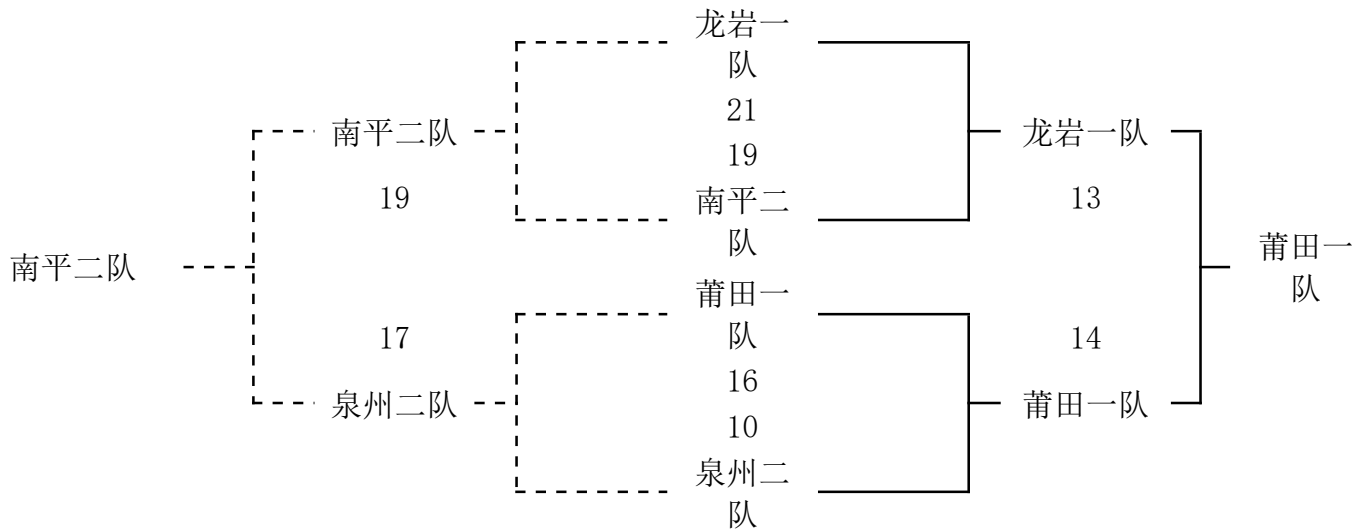 龙岩一
队
21
19
南平二
队
南平二队
19
龙岩一队
13
南平二队
莆田一
队
17
泉州二队
莆田一
队
16
10
泉州二
队
14
莆田一队